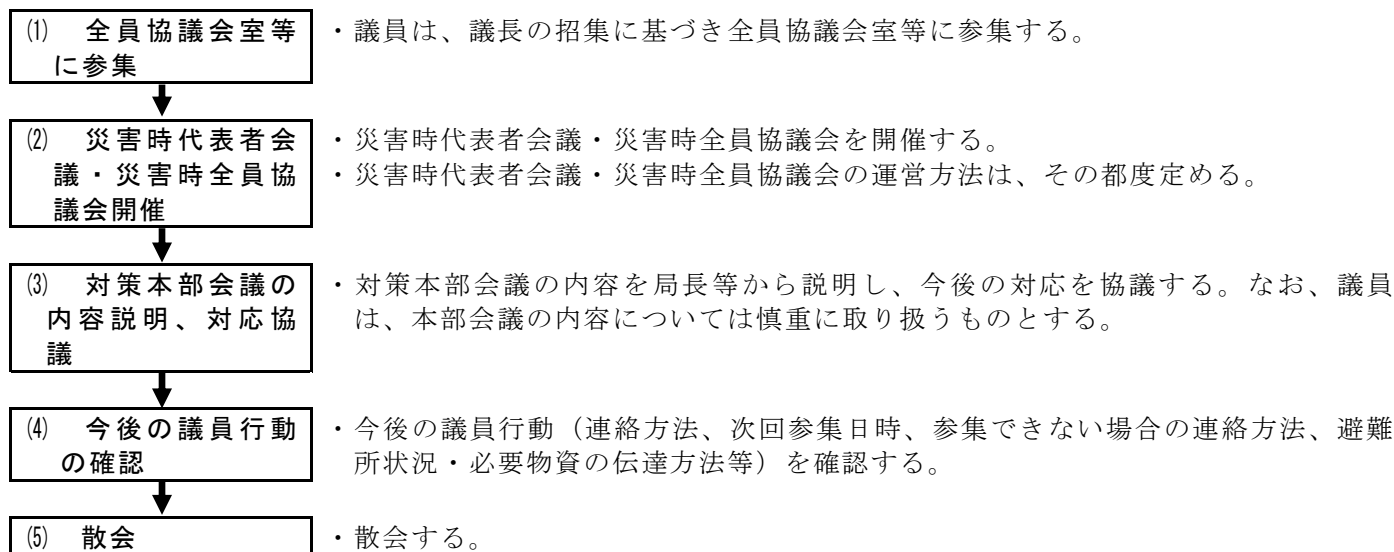 ⑴ 全員協議会室等
に参集
・議員は、議長の招集に基づき全員協議会室等に参集する。
⑵ 災害時代表者会
議・災害時全員協
議会開催
・災害時代表者会議・災害時全員協議会を開催する。
・災害時代表者会議・災害時全員協議会の運営方法は、その都度定める。
⑶ 対策本部会議の
内容説明、対応協
議
・対策本部会議の内容を局長等から説明し、今後の対応を協議する。なお、議員
は、本部会議の内容については慎重に取り扱うものとする。
⑷ 今後の議員行動
の確認
・今後の議員行動（連絡方法、次回参集日時、参集できない場合の連絡方法、避難
所状況・必要物資の伝達方法等）を確認する。
⑸ 散会
・散会する。